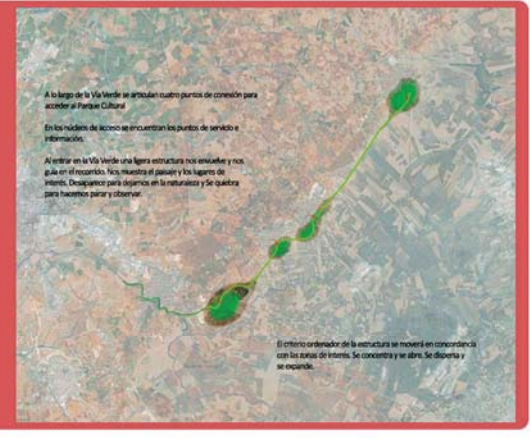 A lo largo de la Vía Verde se articulan cuatro puntos de conexión para
acceder al Parque Cultural
En los núcleos de acceso se encuentran los puntos de servicio e
información.
Al entrar en la Vía Verde una ligera estructura nos envuelve y nos
guía en el recorrido. Nos muestra el paisaje y los lugares de
interés. Desaparece para dejarnos en la naturaleza y Se quiebra
para hacernos parar y observar.
El criterio ordenador de la estructura se moverá en concordancia
con las zonas de interés. Se concentra y se abre. Se dispersa y
se expande.